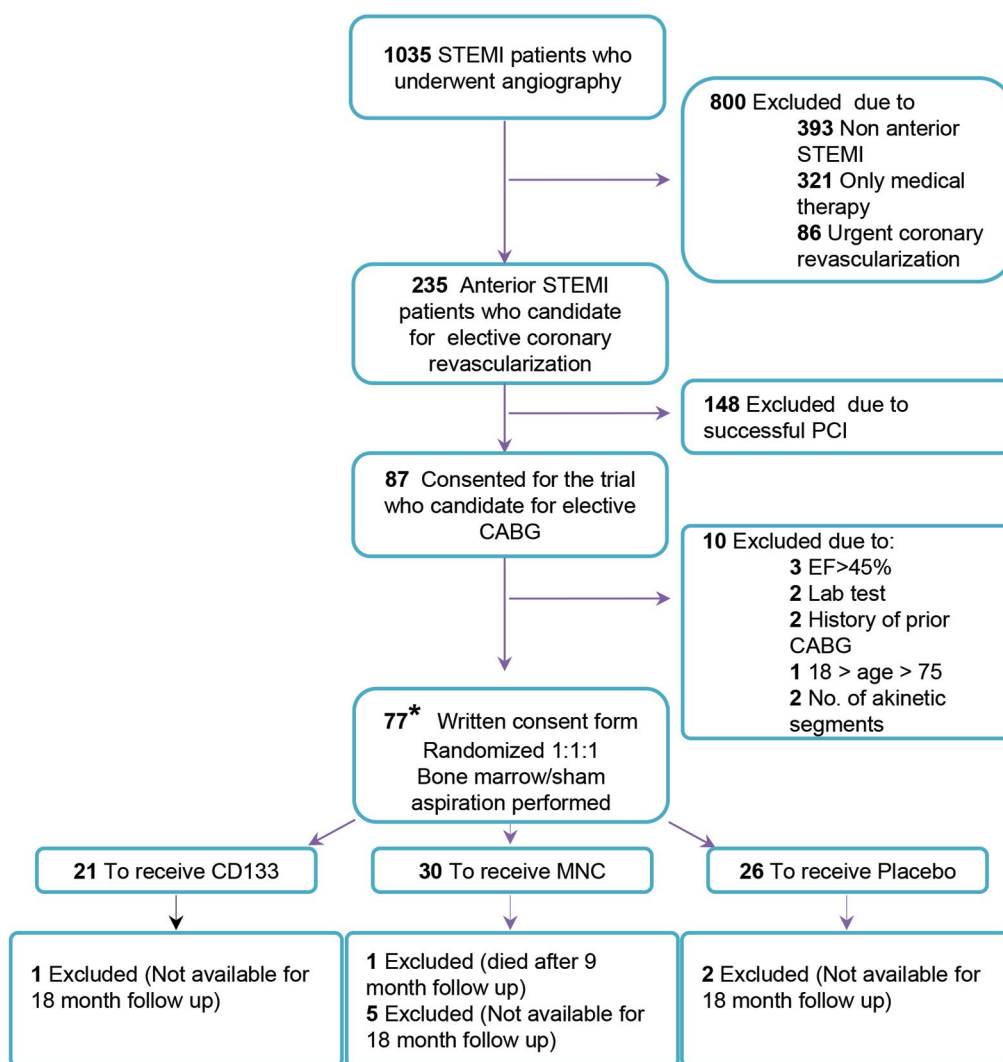 1035 STEMI patients who
underwent angiography
800 Excluded due to
393 Non anterior
STEMI
321 Only medical
therapy
86 Urgent coronary
revascularization
235 Anterior STEMI
patients who candidate
for elective coronary
revascularization
148 Excluded due to
successful PCI
87 Consented for the trial
who candidate for elective
CABG
10 Excluded due to:
3 EF>45%
2 Lab test
2 History of prior
CABG
1 18 > age > 75
2 No. of akinetic
segments
77* Written consent form
Randomized 1:1:1
Bone marrow/sham
aspiration performed
21 To receive CD133
30 To receive MNC
26 To receive Placebo
1 Excluded (Not available for
18 month follow up)
1 Excluded (died after 9
month follow up)
5 Excluded (Not available for
18 month follow up)
2 Excluded (Not available for
18 month follow up)